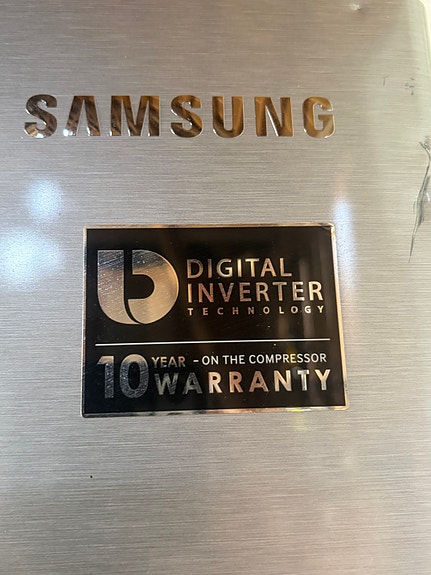 SAMSUNG
DIGITAL
INVERTER
TECHNOLOGY
10 YEAR - ON THE COMPRESSOR
WARRANTY